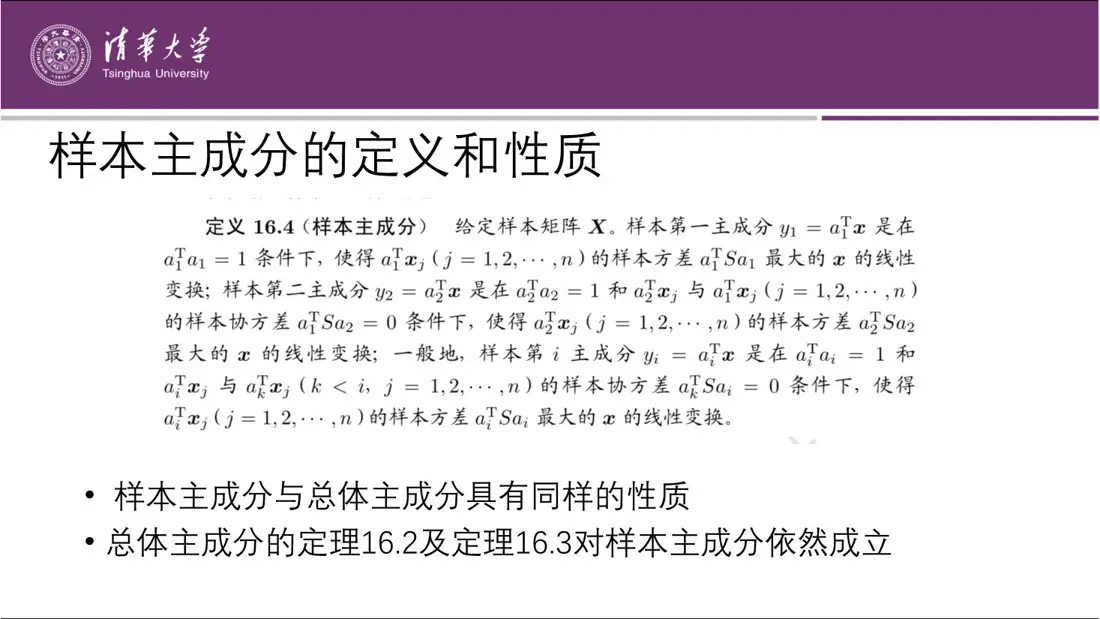 清华大学
Tsinghua University
样本主成分的定义和性质
定义 16.4（样本主成分） 给定样本矩阵 X。样本第一主成分 y₁ = a₁ᵀx 是在
a₁ᵀa₁ = 1 条件下，使得 a₁ᵀxⱼ（j = 1, 2, ⋯, n）的样本方差 a₁ᵀSa₁ 最大的 x 的线性
变换；样本第二主成分 y₂ = a₂ᵀx 是在 a₂ᵀa₂ = 1 和 a₂ᵀxⱼ 与 a₁ᵀxⱼ（j = 1, 2, ⋯, n）
的样本协方差 a₁ᵀSa₂ = 0 条件下，使得 a₂ᵀxⱼ（j = 1, 2, ⋯, n）的样本方差 a₂ᵀSa₂
最大的 x 的线性变换；一般地，样本第 i 主成分 yᵢ = aᵢᵀx 是在 aᵢᵀaᵢ = 1 和
aᵢᵀxⱼ 与 aₖᵀxⱼ（k < i，j = 1, 2, ⋯, n）的样本协方差 aₖᵀSaᵢ = 0 条件下，使得
aᵢᵀxⱼ（j = 1, 2, ⋯, n）的样本方差 aᵢᵀSaᵢ 最大的 x 的线性变换。
• 样本主成分与总体主成分具有同样的性质
• 总体主成分的定理16.2及定理16.3对样本主成分依然成立